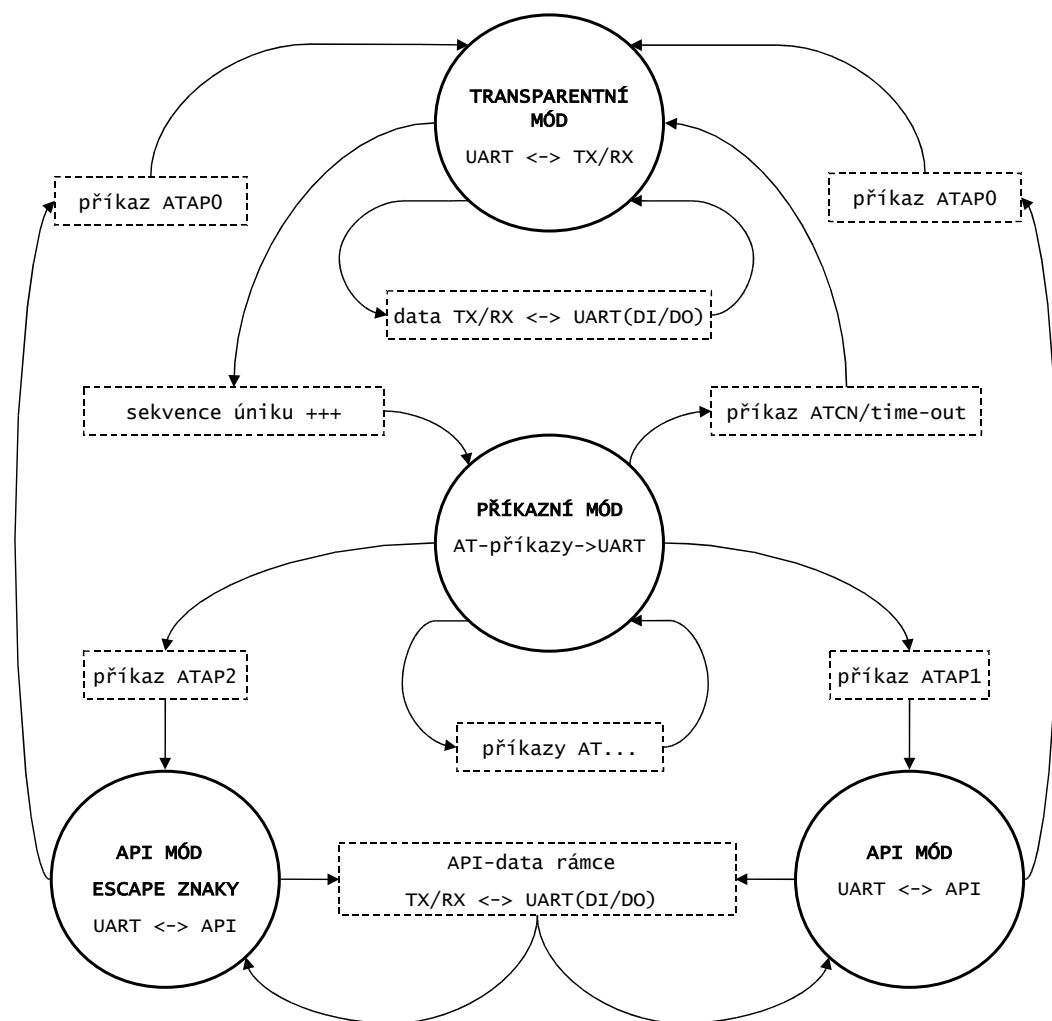 TRANSPARENTNÍ
MÓD
UART <-> TX/RX
příkaz ATAP0
příkaz ATAP0
data TX/RX <-> UART(DI/DO)
sekvence úniku +++
příkaz ATCN/time-out
PŘÍKAZNÍ MÓD
AT-příkazy->UART
příkaz ATAP2
příkaz ATAP1
příkazy AT...
API MÓD
ESCAPE ZNAKY
UART <-> API
API-data rámce
TX/RX <-> UART(DI/DO)
API MÓD
UART <-> API